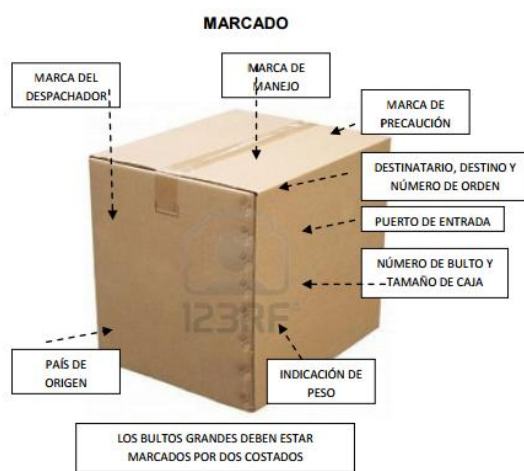 MARCADO
MARCA DEL
DESPACHADOR
MARCA DE
MANEJO
MARCA DE
PRECAUCIÓN
DESTINATARIO, DESTINO Y
NÚMERO DE ORDEN
PUERTO DE ENTRADA
NÚMERO DE BULTO Y
TAMAÑO DE CAJA
PAÍS DE
ORIGEN
INDICACIÓN DE
PESO
LOS BULTOS GRANDES DEBEN ESTAR
MARCADOS POR DOS COSTADOS
123RF